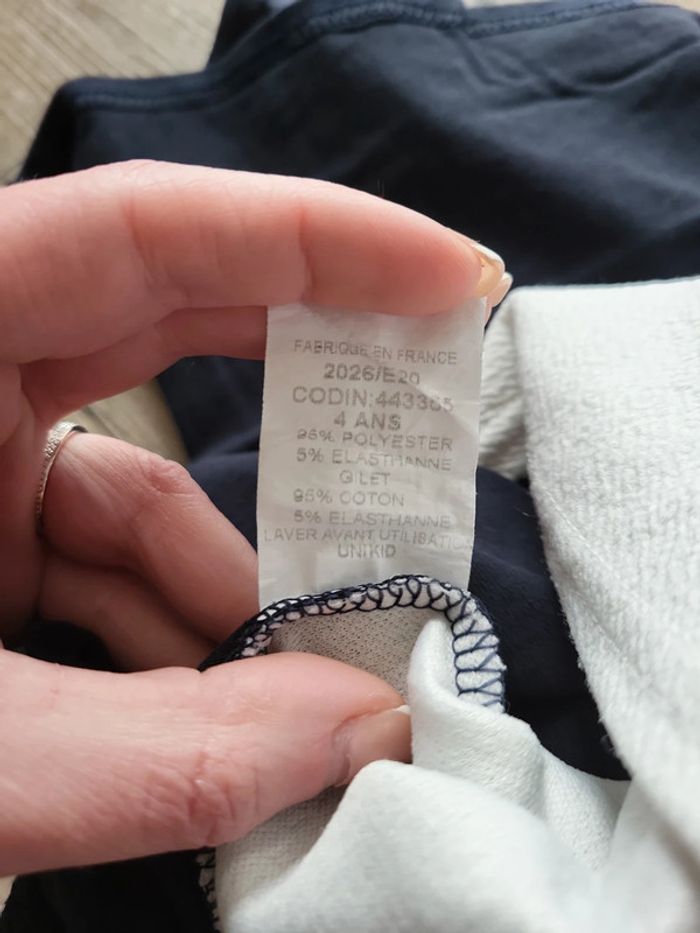 FABRIQUE EN FRANCE
2026/E20
CODIN:443365
4 ANS
95% POLYESTER
5% ELASTHANNE
GILET
95% COTON
5% ELASTHANNE
LAVER AVANT UTILISATION
UNIKID